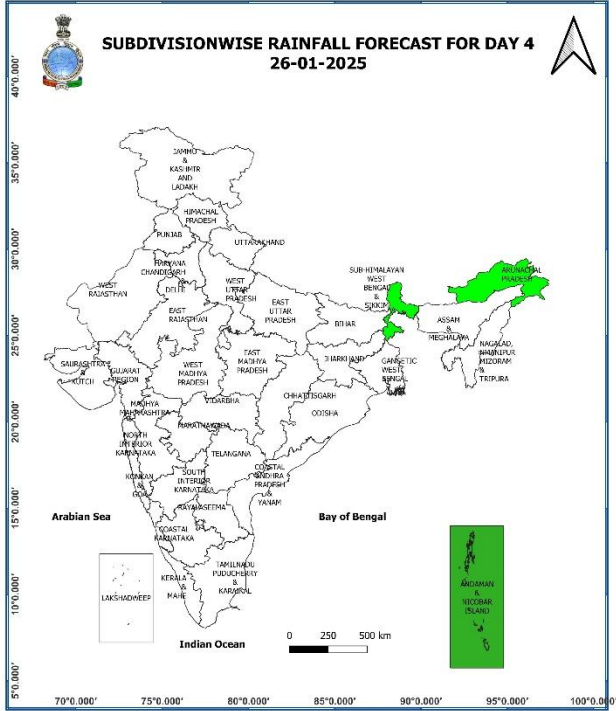 SUBDIVISIONWISE RAINFALL FORECAST FOR DAY 4
26-01-2025
40°0.000'
35°0.000'
30°0.000'
25°0.000'
20°0.000'
15°0.000'
10°0.000'
5°0.000'
JAMMO
&
KASHMIR
AND
LADAKH
HIMACHAL
PRADESH
PUNJAB
UTTARAKHAND
HARYANA
CHANDIGARH
&
DELHI
WEST
RAJASTHAN
WEST
UTTAR
PRADESH
EAST
RAJASTHAN
EAST
UTTAR
PRADESH
SUB-HIMALAYAN
WEST
BENGAL
&
SIKKIM
ARUNACHAL
PRADESH
BIHAR
ASSAM
&
MEGHALAYA
NAGALAD,
MANIPUR
MIZORAM
&
TRIPURA
SAURASHTRA
&
KUTCH
GUJARAT
REGION
WEST
MADHYA
PRADESH
EAST
MADHYA
PRADESH
JHARKHAND
GANGETIC
WEST
BENGAL
CHHATTISGARH
ODISHA
VIDARBHA
MADHYA
MAHARASHTRA
MARATHAWADA
NORTH
INTERIOR
KARNATAKA
TELANGANA
KONKAN
&
GOA
SOUTH
INTERIOR
KARNATAKA
COASTAL
ANDHRA
PRADESH
&
YANAM
RAYALASEEMA
COASTAL
KARNATAKA
Arabian Sea
Bay of Bengal
LAKSHADWEEP
KERALA
&
MAHE
TAMILNADU
PUDUCHERRY
&
KARAIKAL
ANDAMAN
&
NICOBAR
ISLAND
Indian Ocean
0 250 500 km
70°0.000' 75°0.000' 80°0.000' 85°0.000' 90°0.000' 95°0.000' 100°0.000'